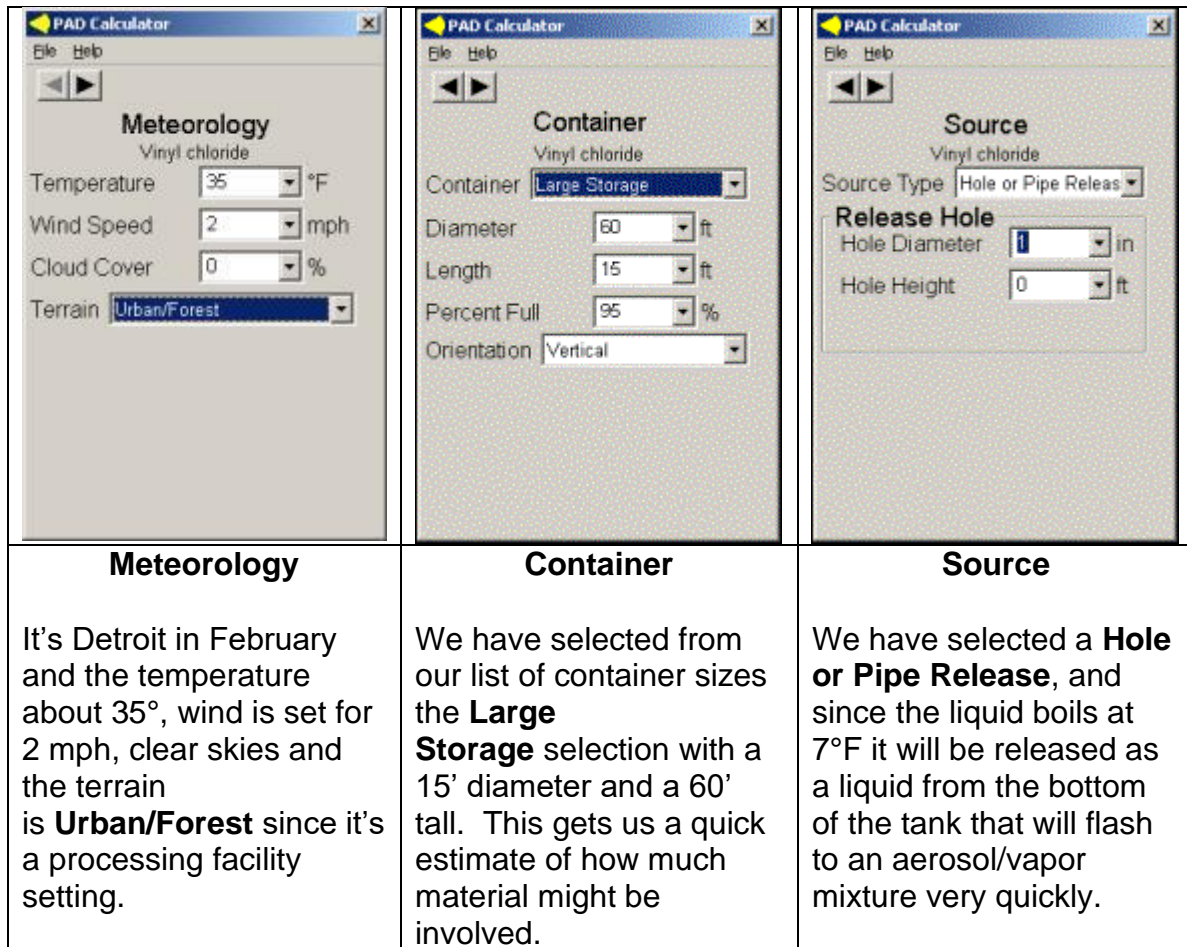 PAD Calculator
File Help
Meteorology
Vinyl chloride
Temperature 35 °F
Wind Speed 2 mph
Cloud Cover 0 %
Terrain Urban/Forest
PAD Calculator
File Help
Container
Vinyl chloride
Container Large Storage
Diameter 60 ft
Length 15 ft
Percent Full 95 %
Orientation Vertical
PAD Calculator
File Help
Source
Vinyl chloride
Source Type Hole or Pipe Releas
Release Hole
Hole Diameter 1 in
Hole Height 0 ft
Meteorology
It’s Detroit in February
and the temperature
about 35°, wind is set for
2 mph, clear skies and
the terrain
is Urban/Forest since it’s
a processing facility
setting.
Container
We have selected from
our list of container sizes
the Large
Storage selection with a
15’ diameter and a 60’
tall. This gets us a quick
estimate of how much
material might be
involved.
Source
We have selected a Hole
or Pipe Release, and
since the liquid boils at
7°F it will be released as
a liquid from the bottom
of the tank that will flash
to an aerosol/vapor
mixture very quickly.